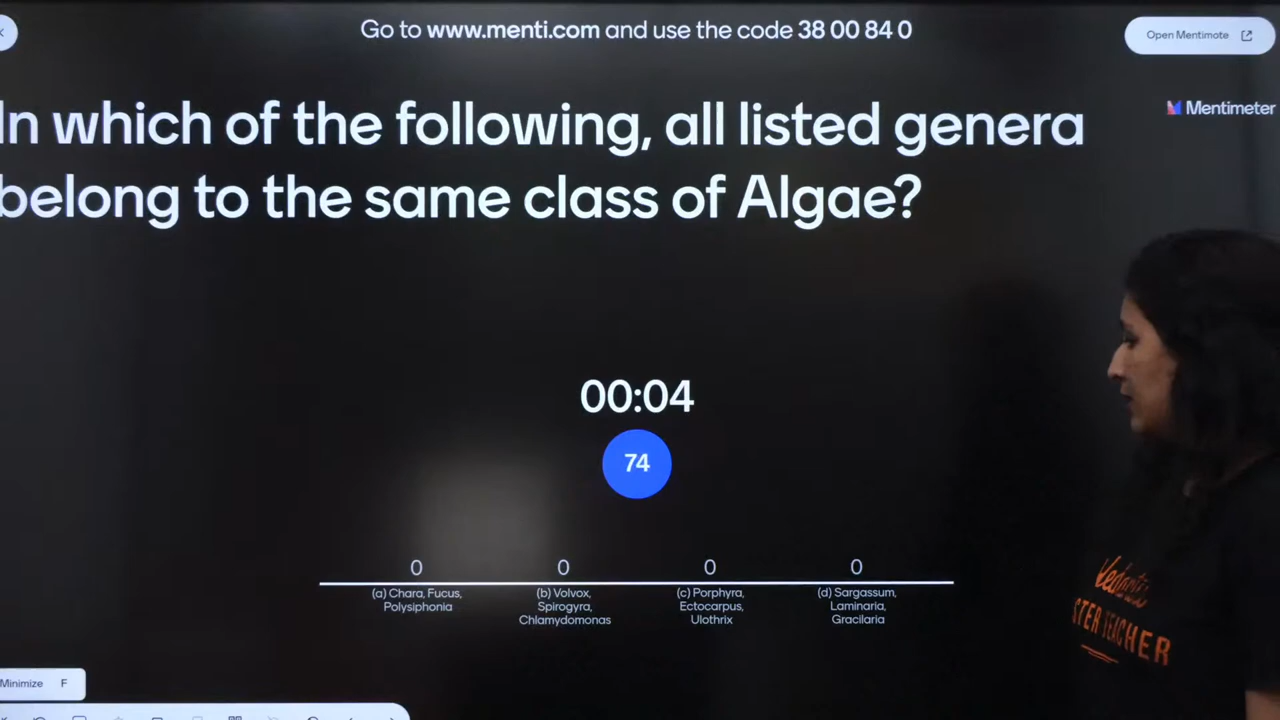 Go to www.menti.com and use the code 38 00 84 0
Open Mentimote
Mentimeter
In which of the following, all listed genera
belong to the same class of Algae?
00:04
74
0
0
0
0
(a) Chara, Fucus,
Polysiphonia
(b) Volvox,
Spirogyra,
Chlamydomonas
(c) Porphyra,
Ectocarpus,
Ulothrix
(d) Sargassum,
Laminaria,
Gracilaria
Vedantu
STER TEACHER
Minimize F